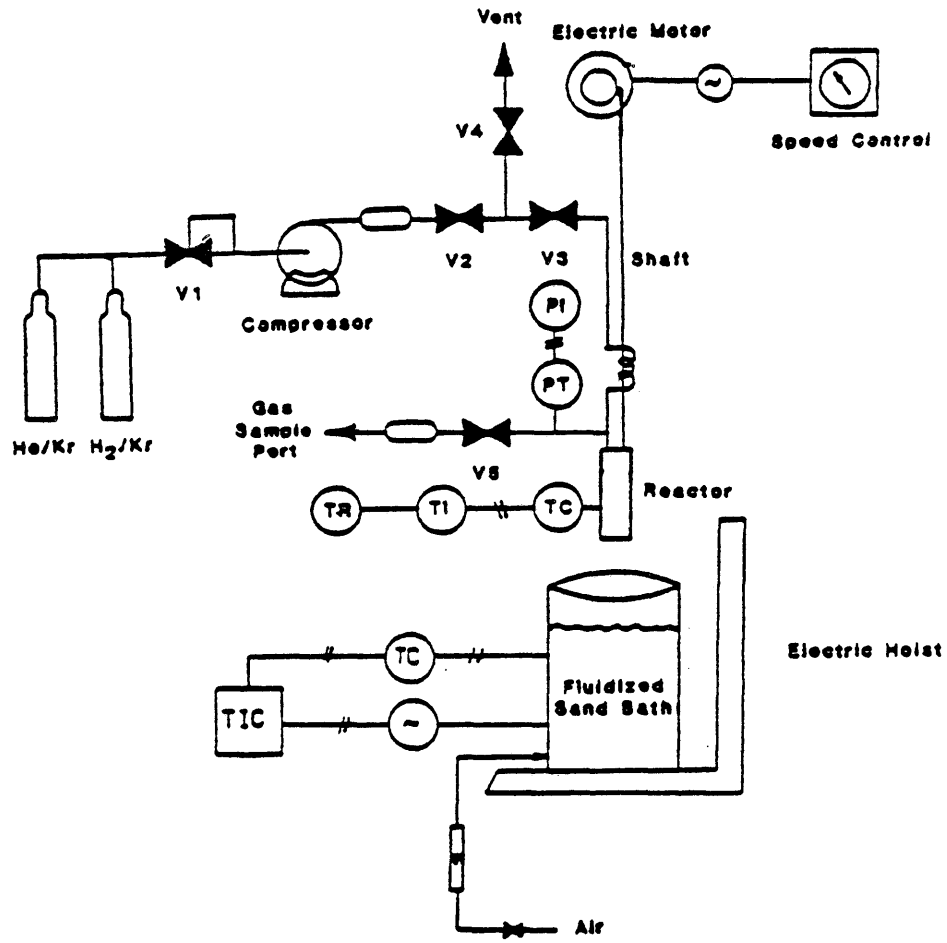 Vent
Electric Motor
~
V4
Speed Control
V2
V3
Shaft
V1
PI
Compressor
PT
Gas
Sample
Port
He/Kr H2/Kr
V5
Reactor
TR
TI
TC
TC
Electric Hoist
Fluidized
Sand Bath
TIC
~
Air